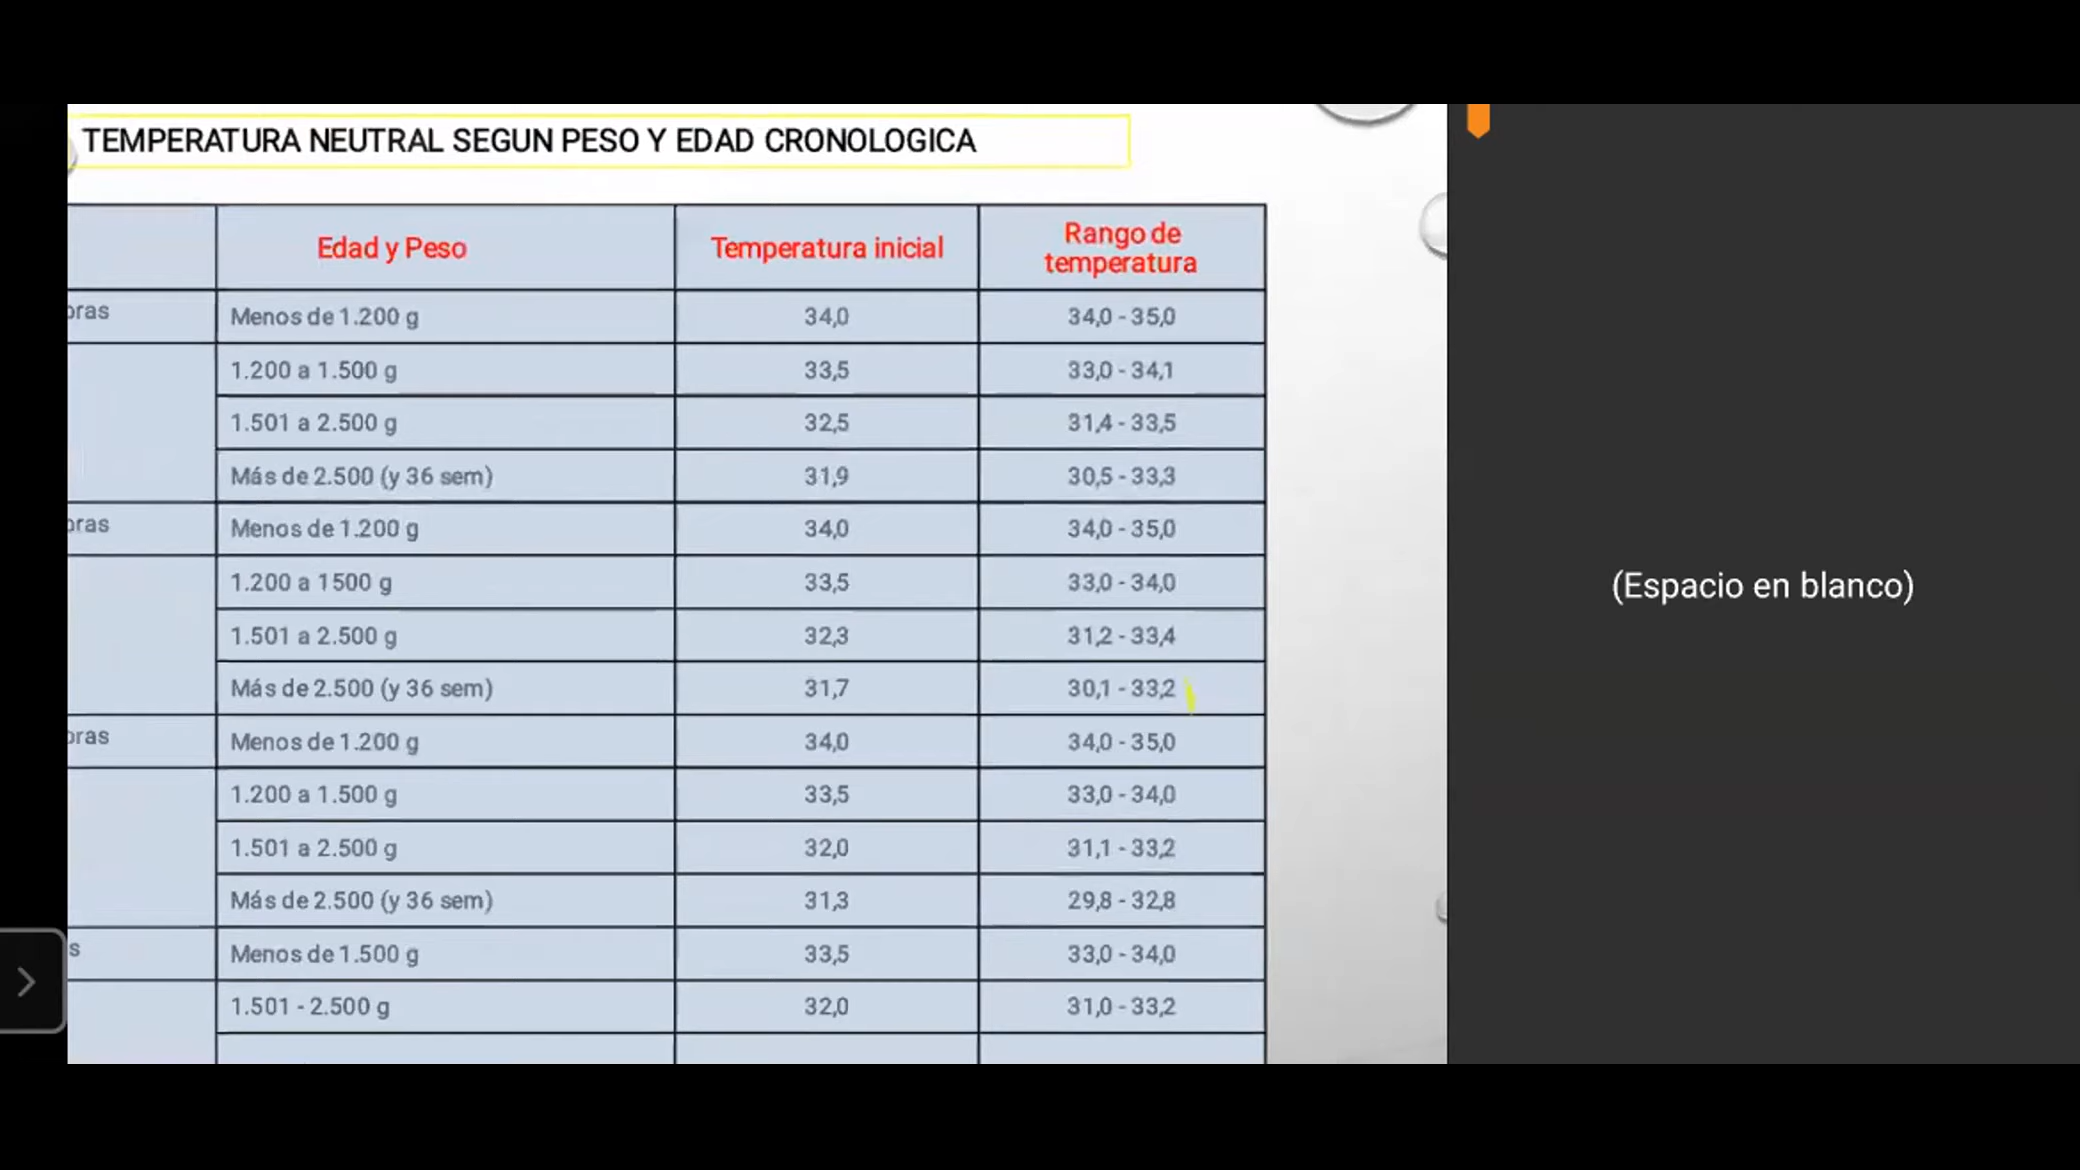 TEMPERATURA NEUTRAL SEGUN PESO Y EDAD CRONOLOGICA
Edad y Peso Temperatura inicial Rango de temperatura
oras Menos de 1.200 g 34,0 34,0 - 35,0
1.200 a 1.500 g 33,5 33,0 - 34,1
1.501 a 2.500 g 32,5 31,4 - 33,5
Más de 2.500 (y 36 sem) 31,9 30,5 - 33,3
oras Menos de 1.200 g 34,0 34,0 - 35,0
1.200 a 1500 g 33,5 33,0 - 34,0
1.501 a 2.500 g 32,3 31,2 - 33,4
Más de 2.500 (y 36 sem) 31,7 30,1 - 33,2
oras Menos de 1.200 g 34,0 34,0 - 35,0
1.200 a 1.500 g 33,5 33,0 - 34,0
1.501 a 2.500 g 32,0 31,1 - 33,2
Más de 2.500 (y 36 sem) 31,3 29,8 - 32,8
s Menos de 1.500 g 33,5 33,0 - 34,0
1.501 - 2.500 g 32,0 31,0 - 33,2
(Espacio en blanco)